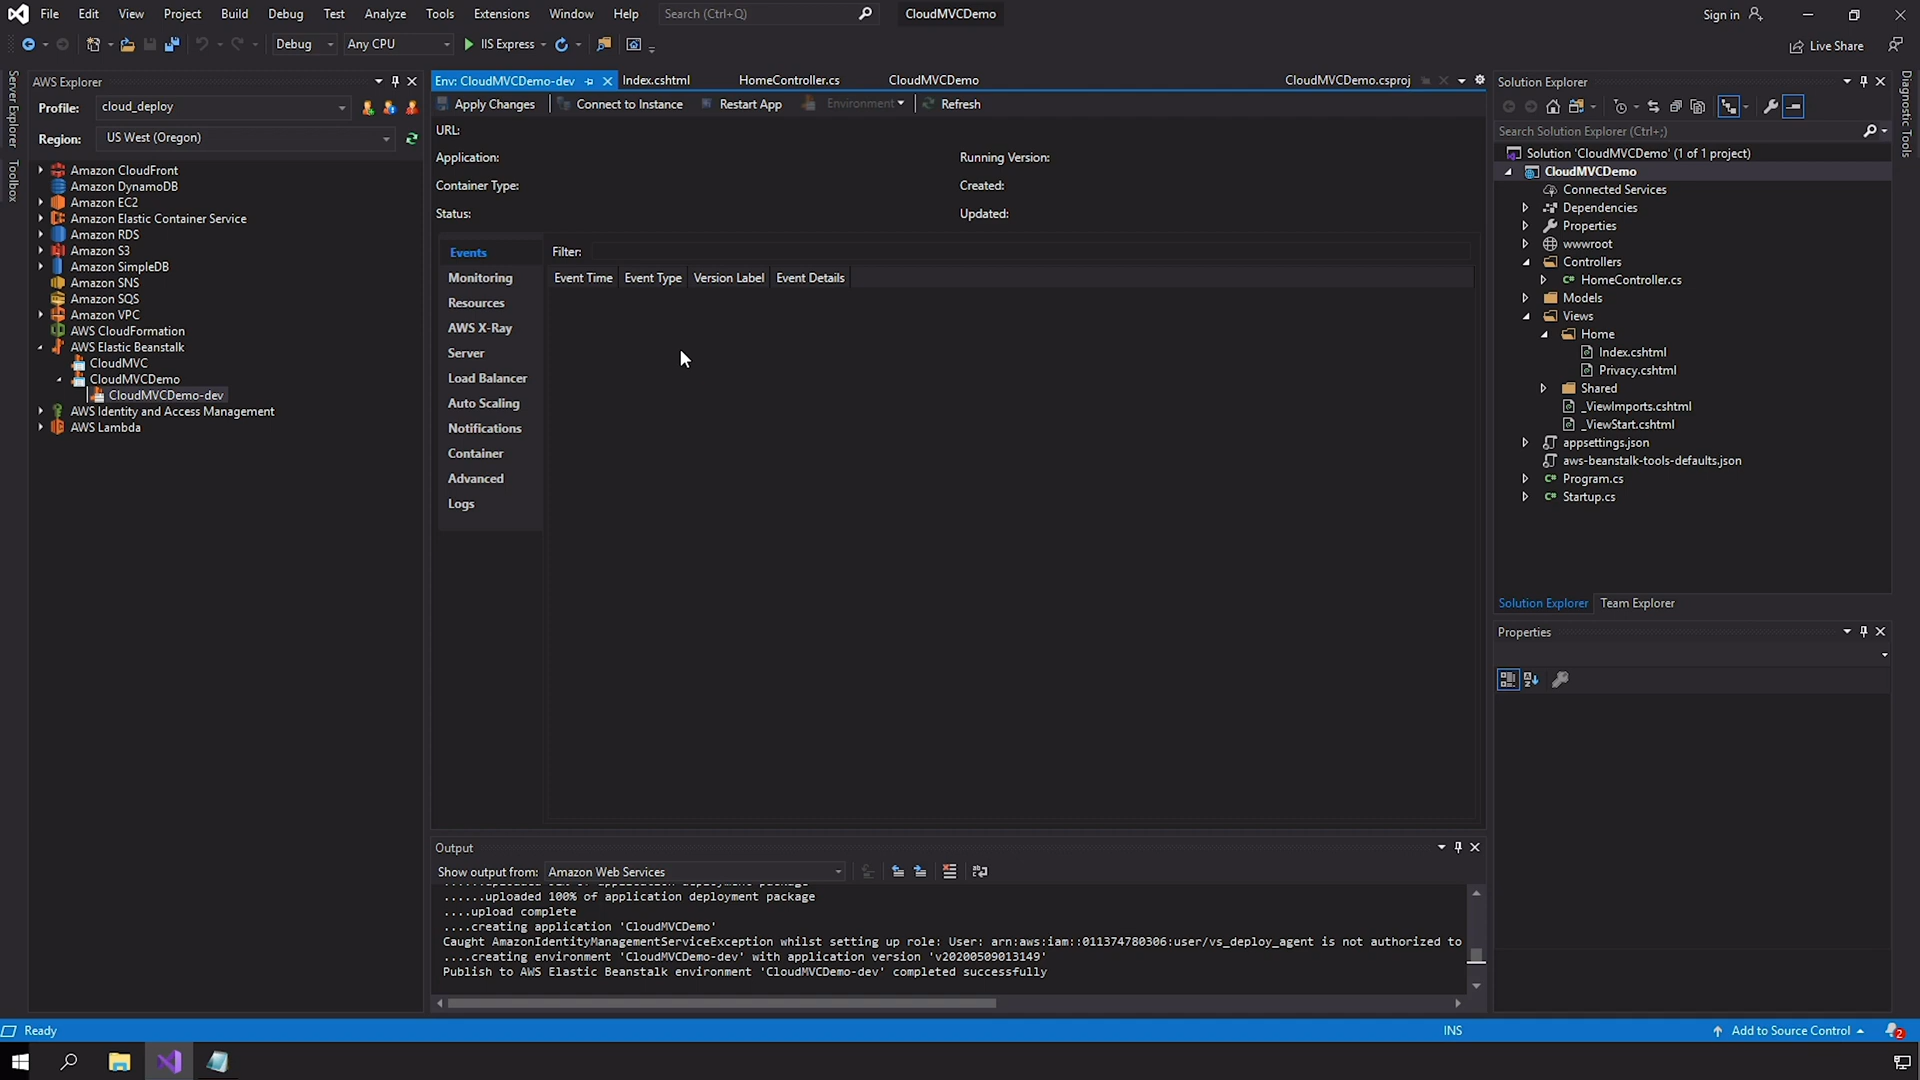 File Edit View Project Build Debug Test Analyze Tools Extensions Window Help Search (Ctrl+Q) CloudMVCDemo Sign in
Debug Any CPU IIS Express Live Share
Server Explorer
Toolbox
AWS Explorer
Profile: cloud_deploy
Region: US West (Oregon)
Amazon CloudFront
Amazon DynamoDB
Amazon EC2
Amazon Elastic Container Service
Amazon RDS
Amazon S3
Amazon SimpleDB
Amazon SNS
Amazon SQS
Amazon VPC
AWS CloudFormation
AWS Elastic Beanstalk
CloudMVC
CloudMVCDemo
CloudMVCDemo-dev
AWS Identity and Access Management
AWS Lambda
Env: CloudMVCDemo-dev Index.cshtml HomeController.cs CloudMVCDemo CloudMVCDemo.csproj
Apply Changes Connect to Instance Restart App Environment Refresh
URL:
Application: Running Version:
Container Type: Created:
Status: Updated:
Events
Monitoring
Resources
AWS X-Ray
Server
Load Balancer
Auto Scaling
Notifications
Container
Advanced
Logs
Filter:
Event Time Event Type Version Label Event Details
Output
Show output from: Amazon Web Services
......uploaded 100% of application deployment package
....upload complete
....creating application 'CloudMVCDemo'
Caught AmazonIdentityManagementServiceException whilst setting up role: User: arn:aws:iam::011374780306:user/vs_deploy_agent is not authorized to
....creating environment 'CloudMVCDemo-dev' with application version 'v20200509013149'
Publish to AWS Elastic Beanstalk environment 'CloudMVCDemo-dev' completed successfully
Solution Explorer
Search Solution Explorer (Ctrl+;)
Solution 'CloudMVCDemo' (1 of 1 project)
CloudMVCDemo
Connected Services
Dependencies
Properties
wwwroot
Controllers
C# HomeController.cs
Models
Views
Home
Index.cshtml
Privacy.cshtml
Shared
_ViewImports.cshtml
_ViewStart.cshtml
appsettings.json
aws-beanstalk-tools-defaults.json
C# Program.cs
C# Startup.cs
Solution Explorer Team Explorer
Properties
Diagnostic Tools
Ready INS Add to Source Control 2